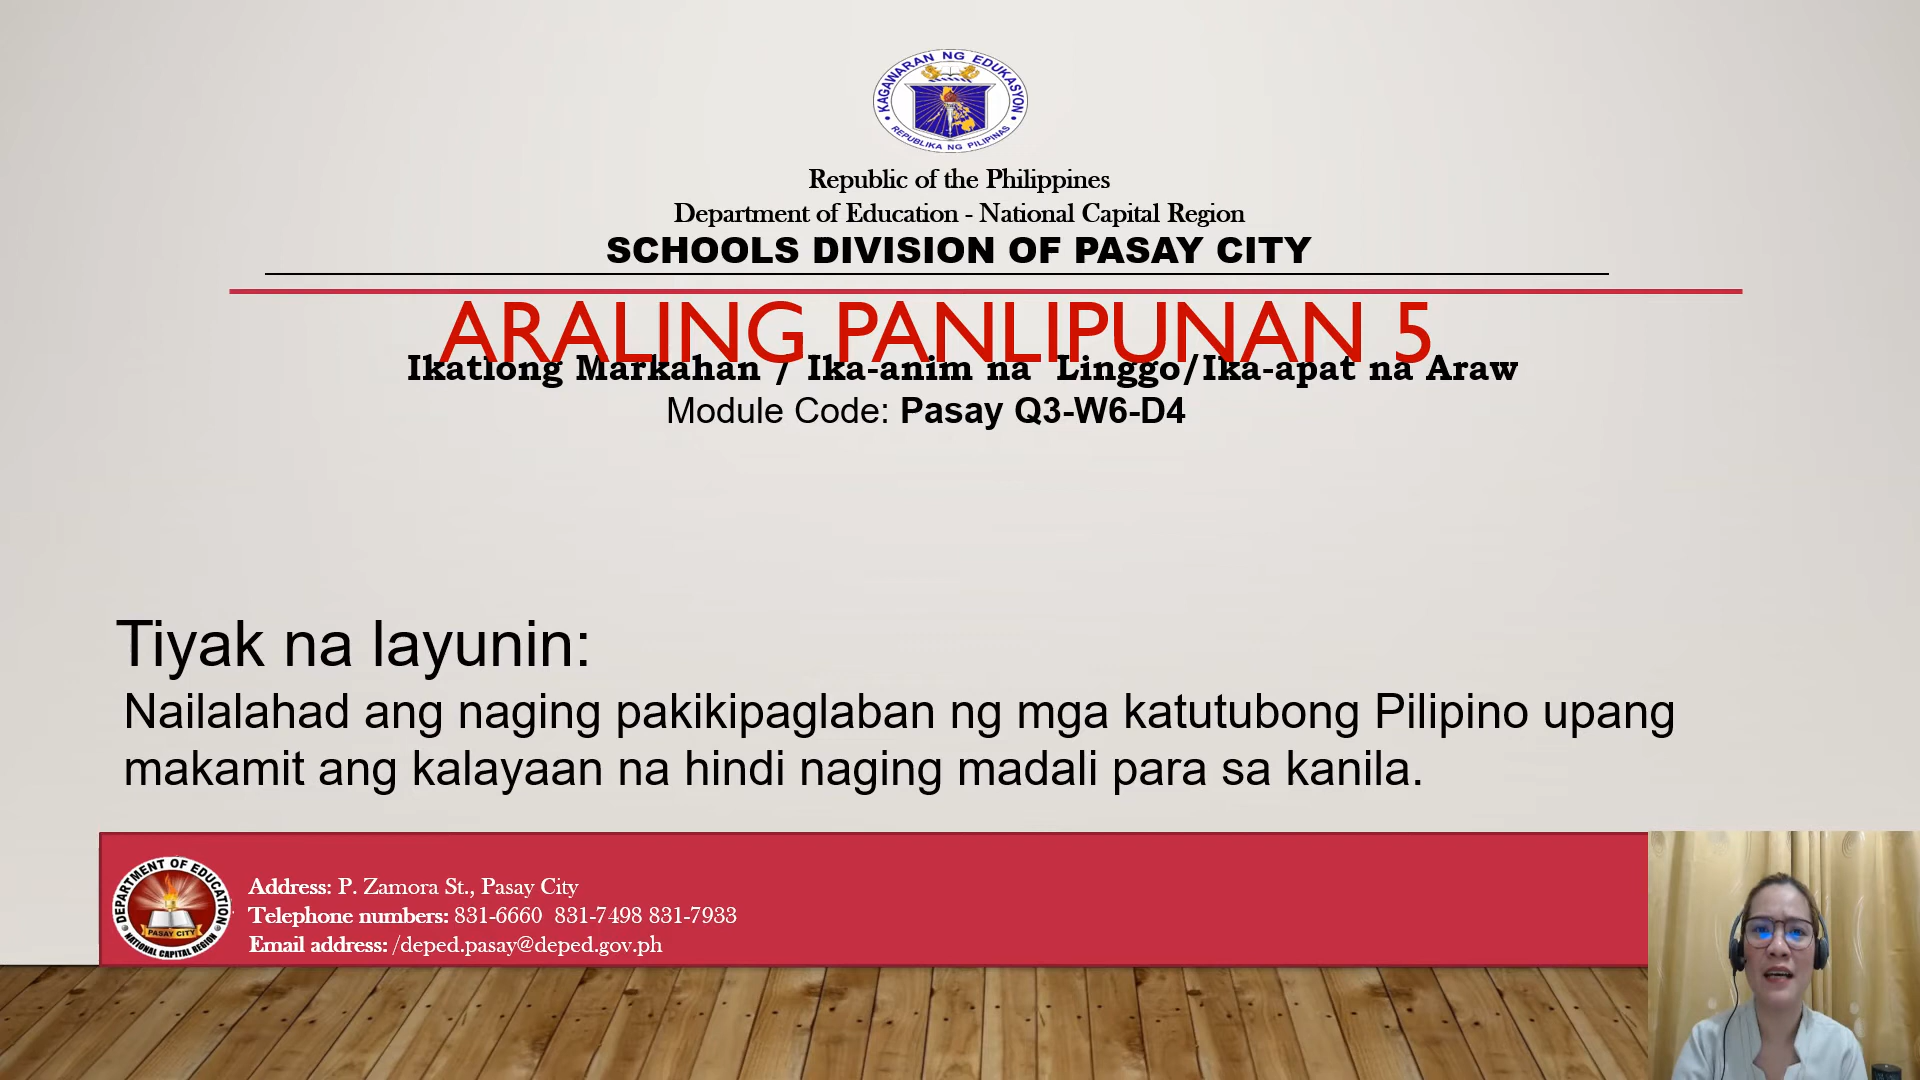 KAGAWARAN NG EDUKASYON
REPUBLIKA NG PILIPINAS
Republic of the Philippines
Department of Education - National Capital Region
SCHOOLS DIVISION OF PASAY CITY
ARALING PANLIPUNAN 5
Ikatlong Markahan / Ika-anim na Linggo/Ika-apat na Araw
Module Code: Pasay Q3-W6-D4
Tiyak na layunin:
Nailalahad ang naging pakikipaglaban ng mga katutubong Pilipino upang
makamit ang kalayaan na hindi naging madali para sa kanila.
DEPARTMENT OF EDUCATION
PASAY CITY
NATIONAL CAPITAL REGION
Address: P. Zamora St., Pasay City
Telephone numbers: 831-6660 831-7498 831-7933
Email address: /deped.pasay@deped.gov.ph